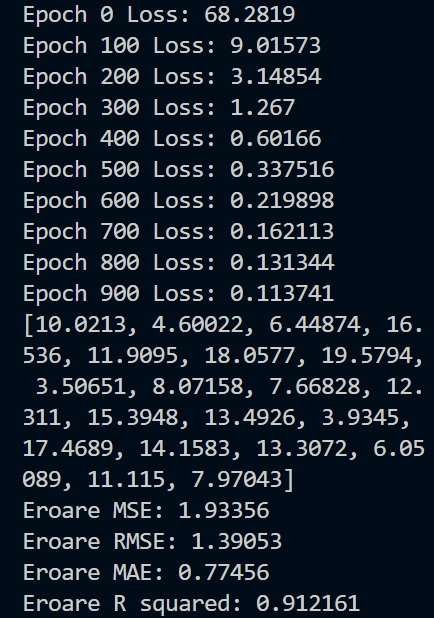 Epoch 0 Loss: 68.2819
Epoch 100 Loss: 9.01573
Epoch 200 Loss: 3.14854
Epoch 300 Loss: 1.267
Epoch 400 Loss: 0.60166
Epoch 500 Loss: 0.337516
Epoch 600 Loss: 0.219898
Epoch 700 Loss: 0.162113
Epoch 800 Loss: 0.131344
Epoch 900 Loss: 0.113741
[10.0213, 4.60022, 6.44874, 16.
536, 11.9095, 18.0577, 19.5794,
 3.50651, 8.07158, 7.66828, 12.
311, 15.3948, 13.4926, 3.9345,
17.4689, 14.1583, 13.3072, 6.05
089, 11.115, 7.97043]
Eroare MSE: 1.93356
Eroare RMSE: 1.39053
Eroare MAE: 0.77456
Eroare R squared: 0.912161